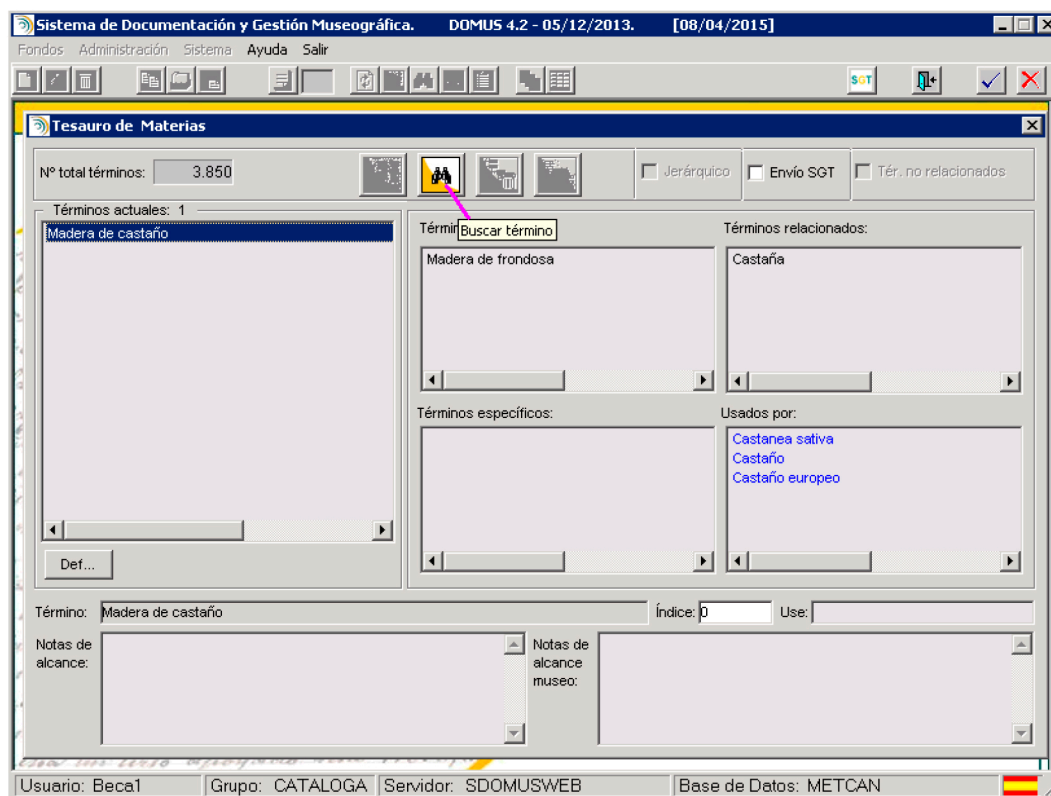 Sistema de Documentación y Gestión Museográfica. DOMUS 4.2 - 05/12/2013. [08/04/2015]
Fondos Administración Sistema Ayuda Salir
SGT
Tesauro de Materias
Nº total términos: 3.850
Jerárquico
Envío SGT
Tér. no relacionados
Términos actuales: 1
Madera de castaño
Buscar término
Madera de frondosa
Términos relacionados:
Castaña
Términos específicos:
Usados por:
Castanea sativa
Castaño
Castaño europeo
Def...
Término: Madera de castaño
Índice: 0
Use:
Notas de
alcance:
Notas de
alcance
museo:
Usuario: Beca1 Grupo: CATALOGA Servidor: SDOMUSWEB Base de Datos: METCAN